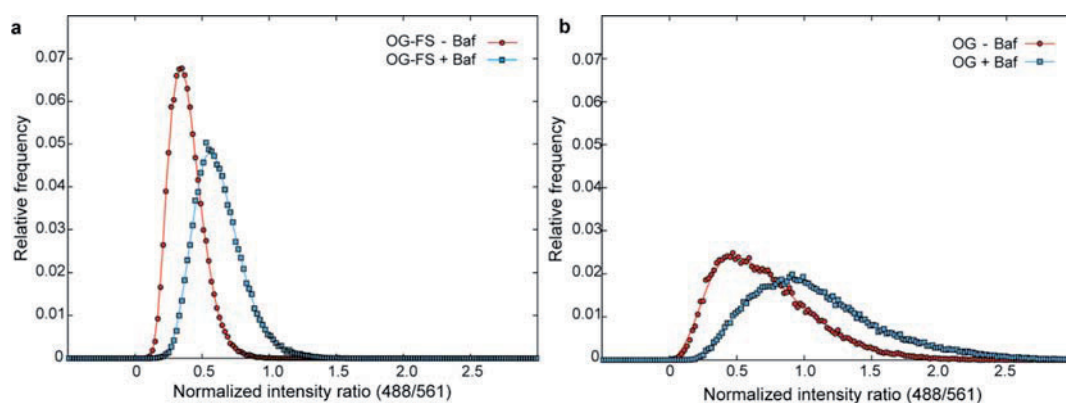 a
OG-FS - Baf
OG-FS + Baf
0.07
0.06
0.05
0.04
0.03
0.02
0.01
0
Relative frequency
0 0.5 1.0 1.5 2.0 2.5
Normalized intensity ratio (488/561)
b
OG - Baf
OG + Baf
0.07
0.06
0.05
0.04
0.03
0.02
0.01
0
Relative frequency
0 0.5 1.0 1.5 2.0 2.5
Normalized intensity ratio (488/561)